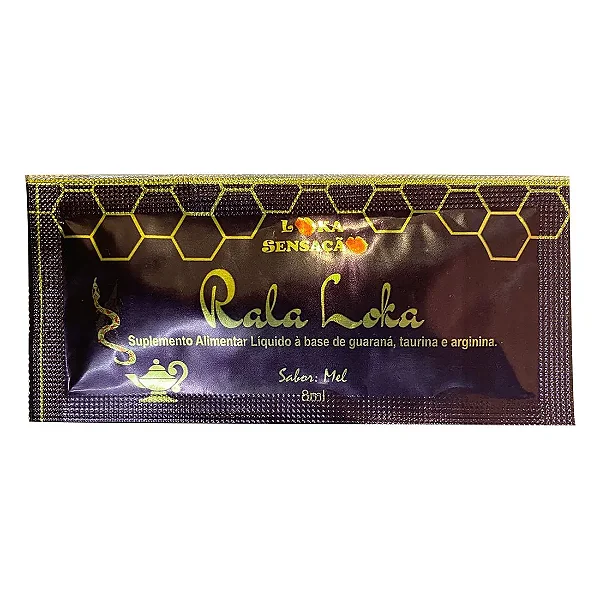 LOKA
SENSAÇÃO
Rala Loka
Suplemento Alimentar Líquido à base de guaraná, taurina e arginina.
Sabor: Mel
8ml